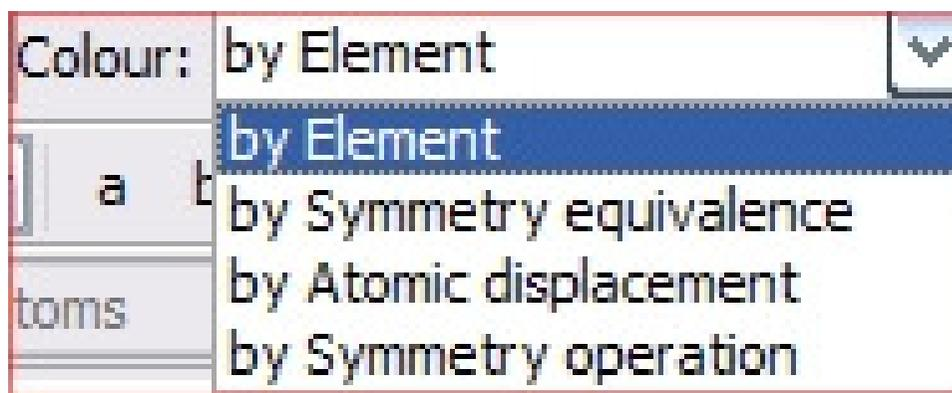 Colour: by Element
by Element
a b
by Symmetry equivalence
by Atomic displacement
toms
by Symmetry operation